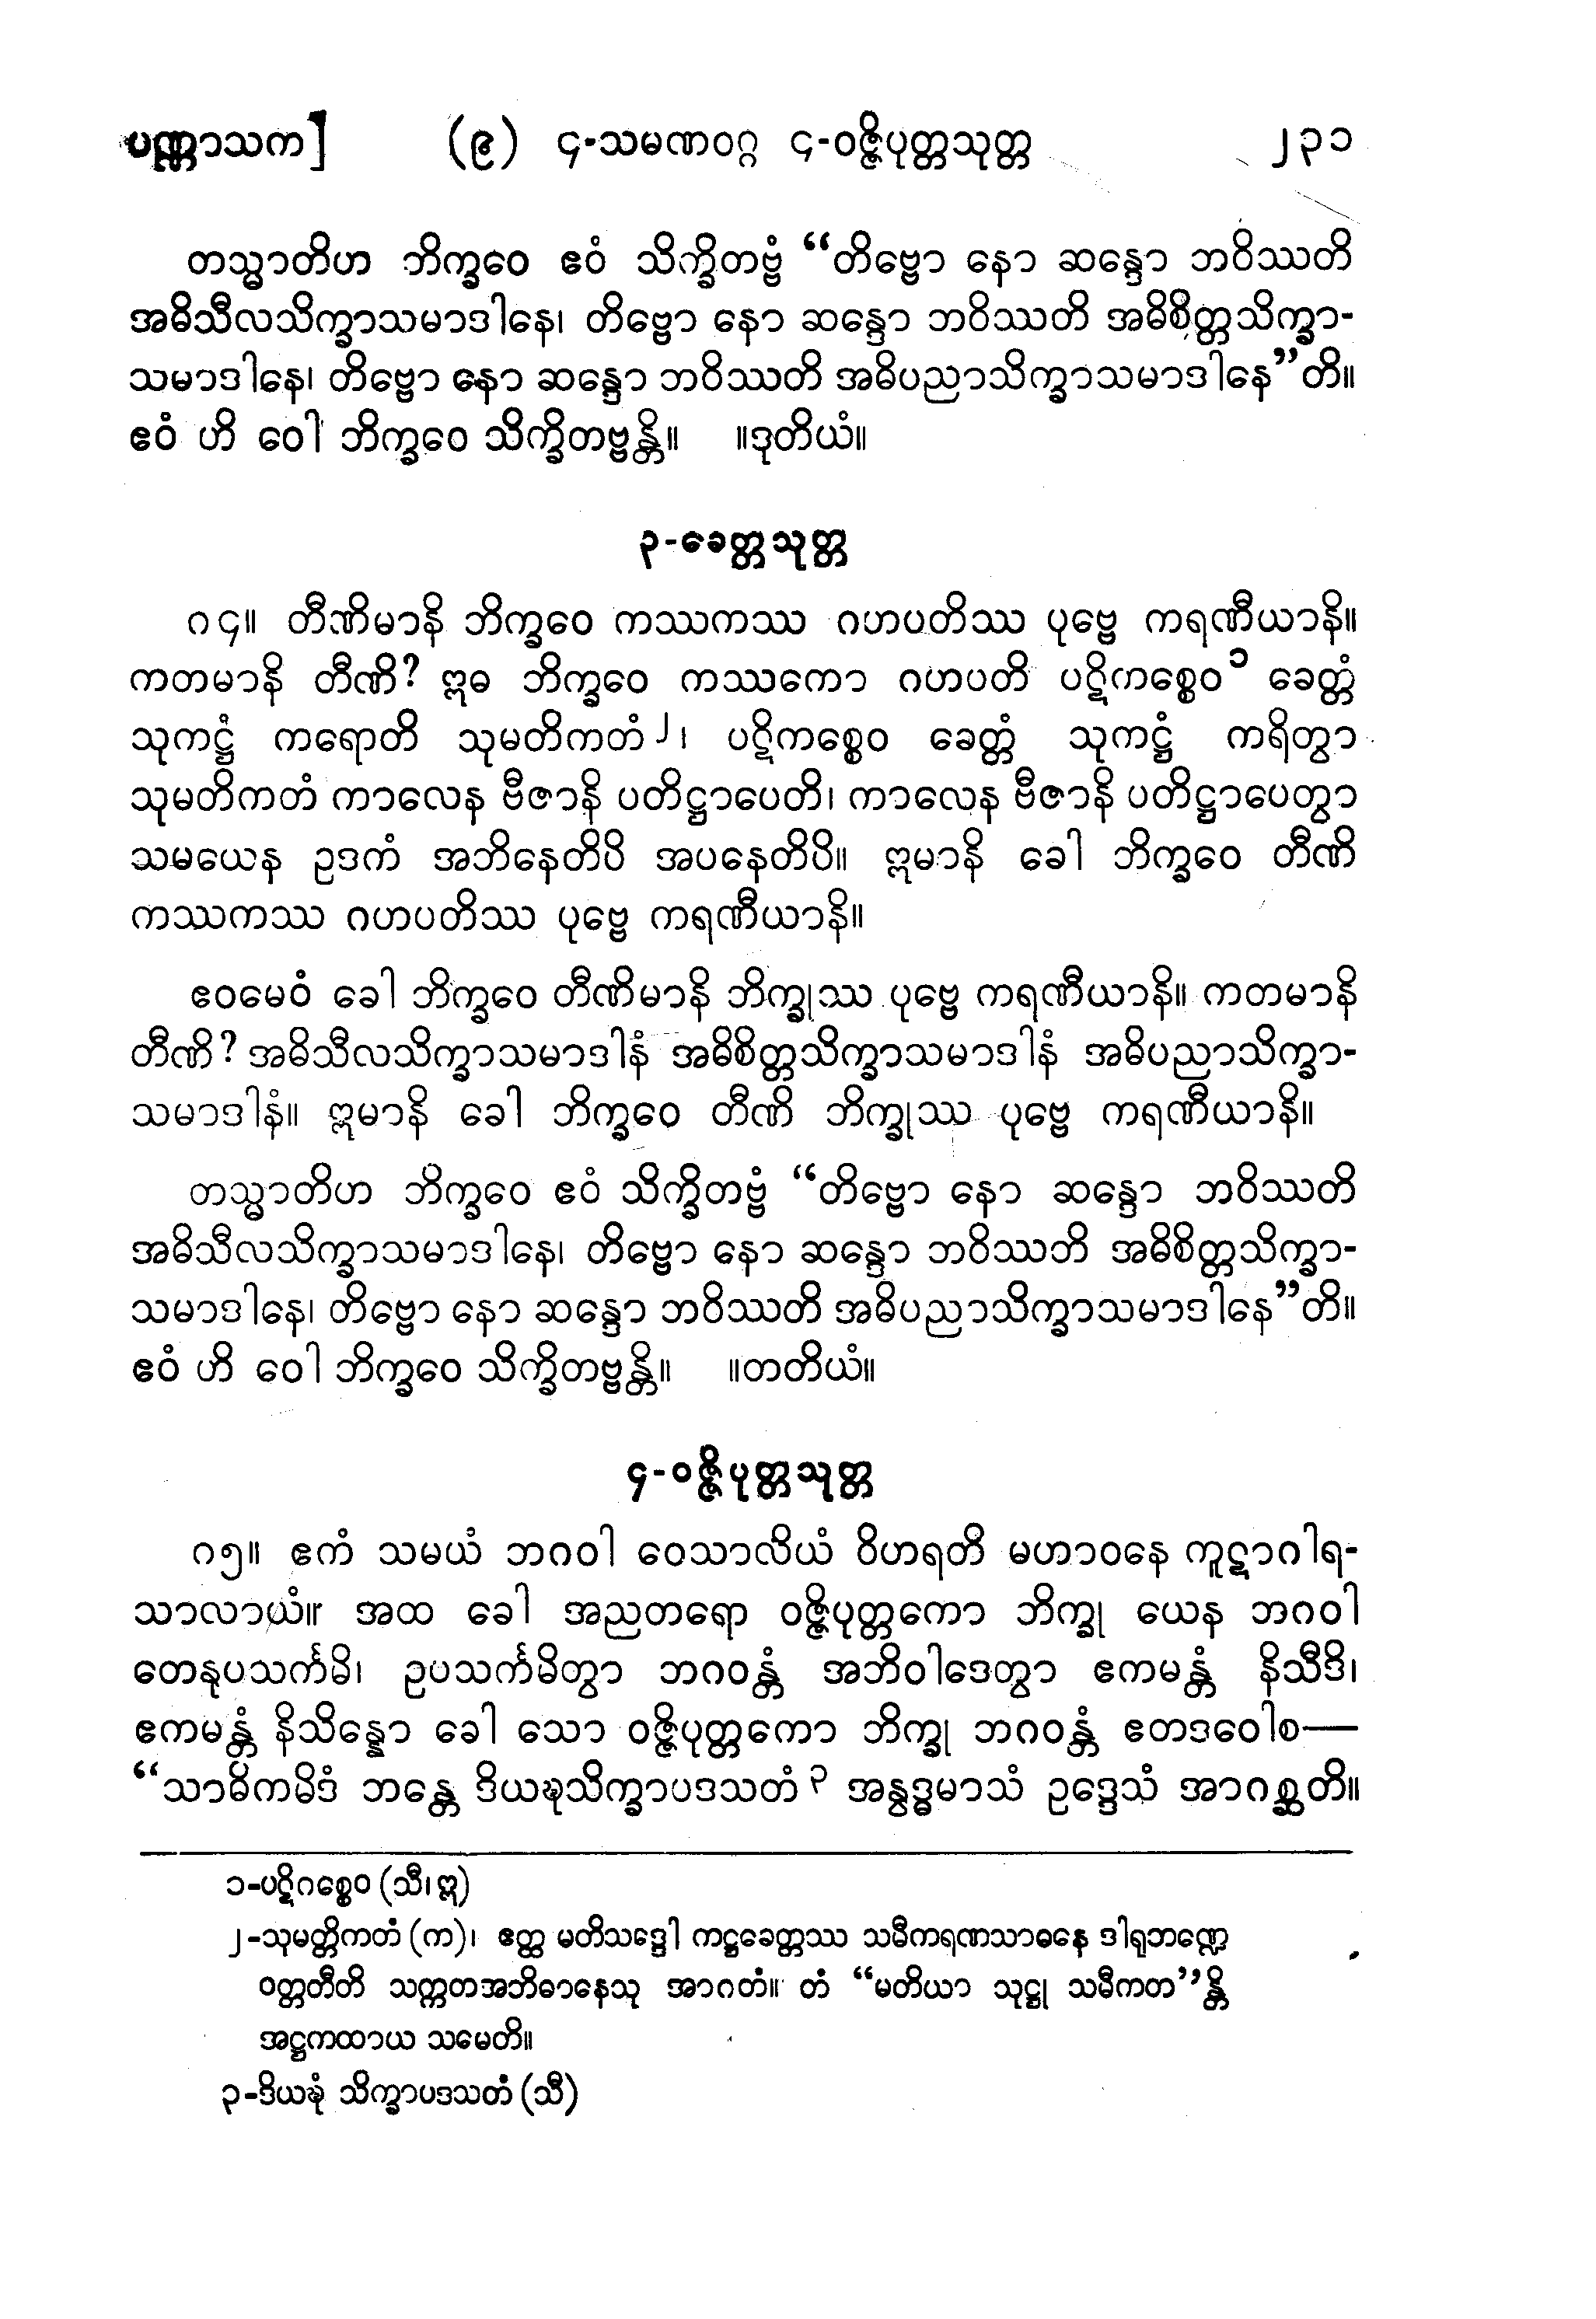 ပဏ္ဏာသက]   (၉) ၄-သမဏဝဂ္ဂ ၄-ဝဇ္ဇိပုတ္တသုတ္တ   ၂၃၁
တသ္မာတိဟ ဘိက္ခဝေ ဧဝံ သိက္ခိတဗ္ဗံ “တိဗ္ဗော နော ဆန္ဒော ဘဝိဿတိ
အဓိသီလသိက္ခာသမာဒါနေ၊ တိဗ္ဗော နော ဆန္ဒော ဘဝိဿတိ အဓိစိတ္တသိက္ခာ-
သမာဒါနေ၊ တိဗ္ဗော နော ဆန္ဒော ဘဝိဿတိ အဓိပညာသိက္ခာသမာဒါနေ”တိ။
ဧဝံ ဟိ ဝေါ ဘိက္ခဝေ သိက္ခိတဗ္ဗန္တိ။   ။ဒုတိယံ။
၃-ခေတ္တသုတ္တ
ဂ၄။ တီဏိမာနိ ဘိက္ခဝေ ကဿကဿ ဂဟပတိဿ ပုဗ္ဗေ ကရဏီယာနိ။
ကတမာနိ တီဏိ? ဣဓ ဘိက္ခဝေ ကဿကော ဂဟပတိ ပဋိကစ္စေဝ ၁ ခေတ္တံ
သုကဋ္ဌံ ကရောတိ သုမတိကတံ ၂၊ ပဋိကစ္စေဝ ခေတ္တံ သုကဋ္ဌံ ကရိတွာ
သုမတိကတံ ကာလေန ဗီဇာနိ ပတိဋ္ဌာပေတိ၊ ကာလေန ဗီဇာနိ ပတိဋ္ဌာပေတွာ
သမယေန ဥဒကံ အဘိနေတိပိ အပနေတိပိ။ ဣမာနိ ခေါ ဘိက္ခဝေ တီဏိ
ကဿကဿ ဂဟပတိဿ ပုဗ္ဗေ ကရဏီယာနိ။
ဧဝမေဝံ ခေါ ဘိက္ခဝေ တီဏိမာနိ ဘိက္ခုဿ ပုဗ္ဗေ ကရဏီယာနိ။ ကတမာနိ
တီဏိ? အဓိသီလသိက္ခာသမာဒါနံ အဓိစိတ္တသိက္ခာသမာဒါနံ အဓိပညာသိက္ခာ-
သမာဒါနံ။ ဣမာနိ ခေါ ဘိက္ခဝေ တီဏိ ဘိက္ခုဿ ပုဗ္ဗေ ကရဏီယာနိ။
တသ္မာတိဟ ဘိက္ခဝေ ဧဝံ သိက္ခိတဗ္ဗံ “တိဗ္ဗော နော ဆန္ဒော ဘဝိဿတိ
အဓိသီလသိက္ခာသမာဒါနေ၊ တိဗ္ဗော နော ဆန္ဒော ဘဝိဿဘိ အဓိစိတ္တသိက္ခာ-
သမာဒါနေ၊ တိဗ္ဗော နော ဆန္ဒော ဘဝိဿတိ အဓိပညာသိက္ခာသမာဒါနေ”တိ။
ဧဝံ ဟိ ဝေါ ဘိက္ခဝေ သိက္ခိတဗ္ဗန္တိ။   ။တတိယံ။
၄-ဝဇ္ဇိပုတ္တသုတ္တ
ဂ၅။ ဧကံ သမယံ ဘဂဝါ ဝေသာလိယံ ဝိဟရတိ မဟာဝနေ ကူဋာဂါရ-
သာလာယံ။ အထ ခေါ အညတရော ဝဇ္ဇိပုတ္တကော ဘိက္ခု ယေန ဘဂဝါ
တေနုပသင်္ကမိ၊ ဥပသင်္ကမိတွာ ဘဂဝန္တံ အဘိဝါဒေတွာ ဧကမန္တံ နိသီဒိ၊
ဧကမန္တံ နိသိန္နော ခေါ သော ဝဇ္ဇိပုတ္တကော ဘိက္ခု ဘဂဝန္တံ ဧတဒဝေါစ—
“သာဓိကမိဒံ ဘန္တေ ဒိယဍ္ဎသိက္ခာပဒသတံ ၃ အနွဒ္ဓမာသံ ဥဒ္ဒေသံ အာဂစ္ဆတိ။
၁-ပဋိဂစ္စေဝ (သီ၊ ဣ)
၂-သုမတ္တိကတံ (က)၊ ဧတ္ထ မတိသဒ္ဒေါ ကဋ္ဌခေတ္တဿ သမီကရဏသာဓနေ ဒါရုဘဏ္ဍေ
ဝတ္တတီတိ သက္ကတအဘိဓာနေသု အာဂတံ။ တံ “မတိယာ သုဋ္ဌု သမီကတ”န္တိ
အဋ္ဌကထာယ သမေတိ။
၃-ဒိယဍ္ဎံ သိက္ခာပဒသတံ (သီ)